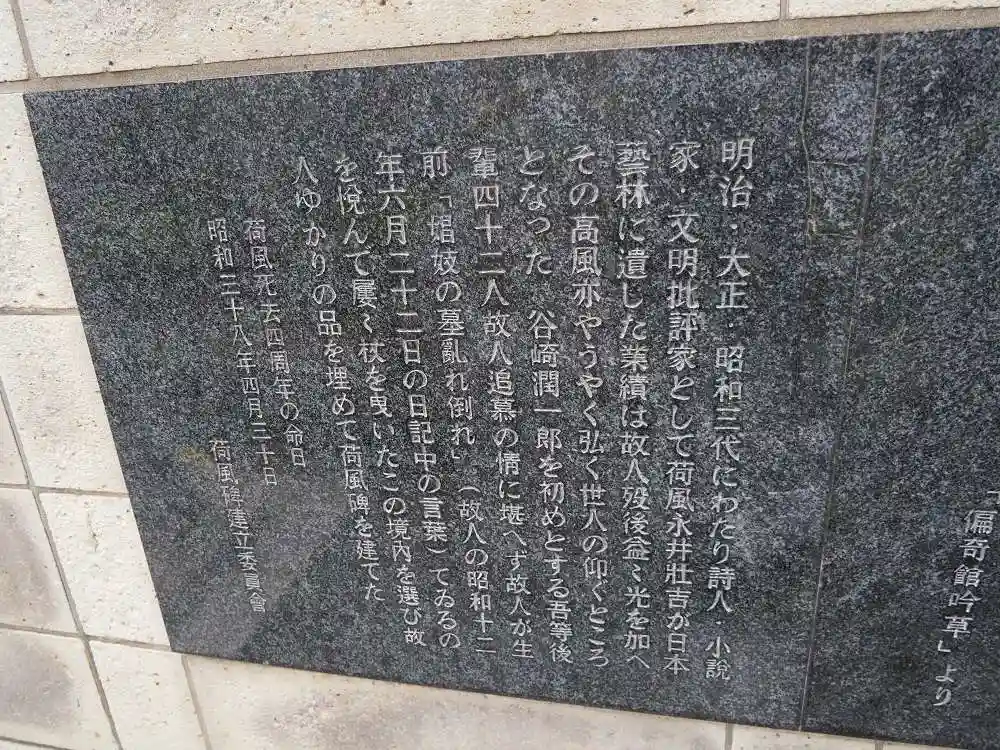 「偏奇館吟草」より
明治・大正・昭和三代にわたり詩人・小説
家・文明批評家として荷風永井壯吉が日本
藝林に遺した業績は故人歿後益〻光を加へ
その高風亦やうやく弘く世人の仰ぐところ
となつた 谷崎潤一郎を初めとする吾等後
輩四十二人故人追慕の情に堪へず故人が生
前「娼妓の墓亂れ倒れ」(故人の昭和十二
年六月二十二日の日記中の言葉)てゐるの
を悦んで屢〻杖を曳いたこの境内を選び故
人ゆかりの品を埋めて荷風碑を建てた
荷風死去四周年の命日
昭和三十八年四月三十日
荷風碑建立委員會